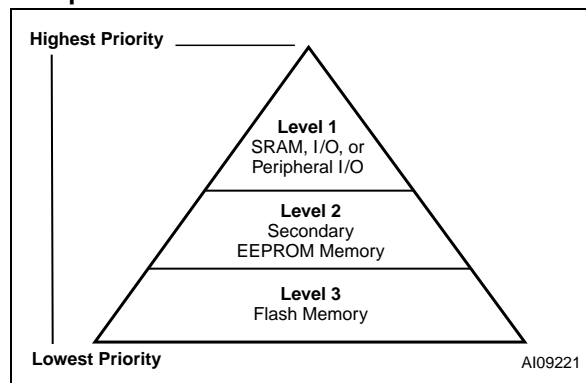 Highest Priority
Level 1
SRAM, I/O, or
Peripheral I/O
Level 2
Secondary
EEPROM Memory
Level 3
Flash Memory
Lowest Priority
AI09221